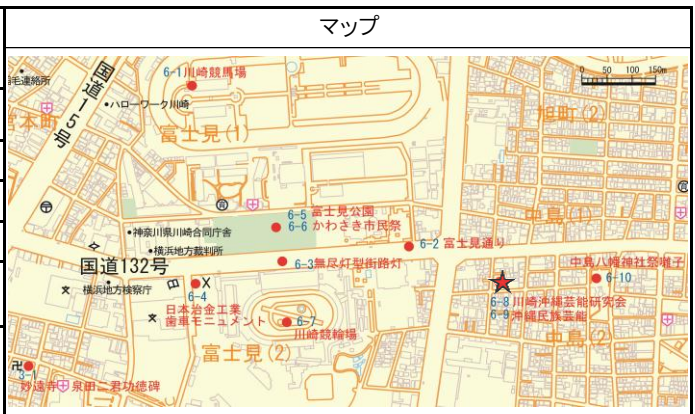 マップ
0 50 100 150m
6-1 川崎競馬場
毛連絡所
国道15号
・ハローワーク川崎
宮本町
富士見(1)
旭町(2)
中島(1)
6-5 富士見公園
6-6 かわさき市民祭
・神奈川県川崎合同庁舎
・横浜地方裁判所
6-2 富士見通り
国道132号
6-3 無尽灯型街路灯
中島八幡神社祭囃子
6-10
横浜地方検察庁
6-4
日本冶金工業
歯車モニュメント
6-7
川崎競輪場
6-8 川崎沖縄芸能研究会
6-9 沖縄民族芸能
富士見(2)
中島(2
3-1
妙遠寺 泉田二君功徳碑